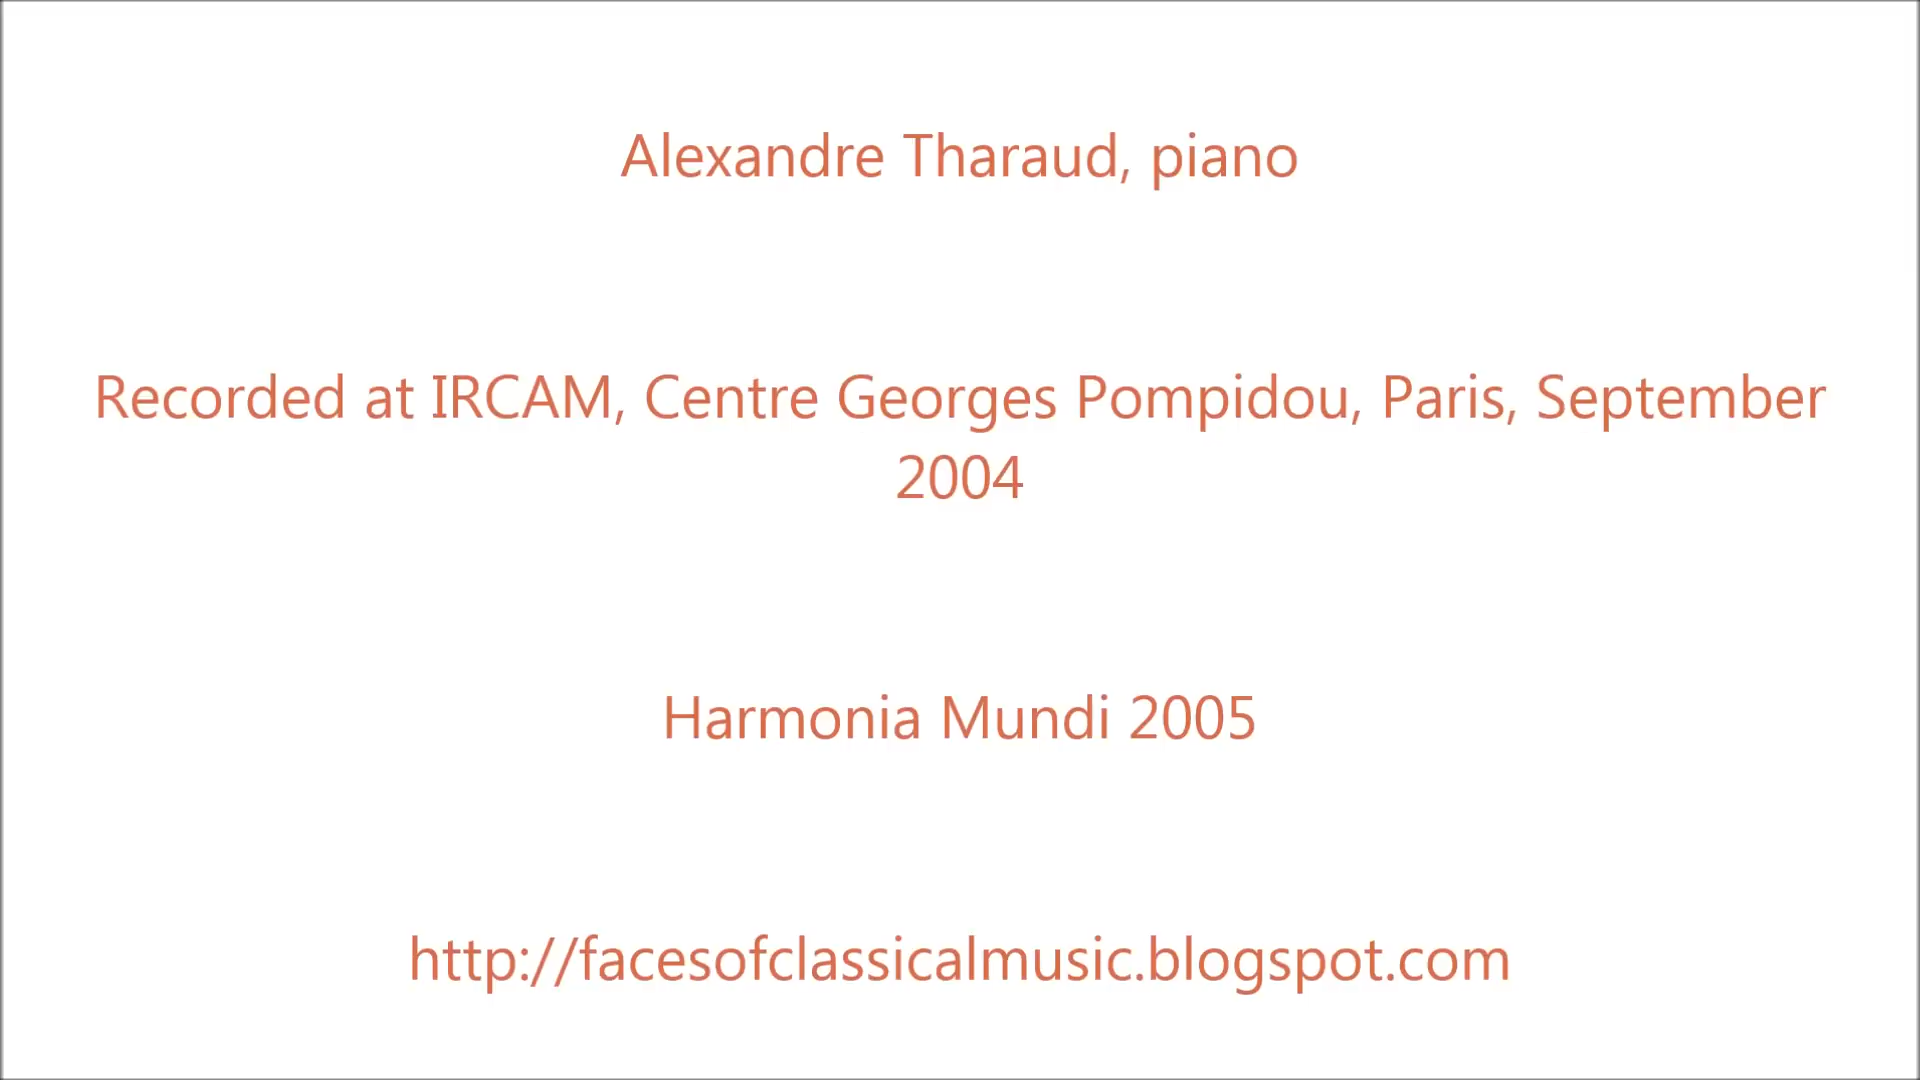 Alexandre Tharaud, piano
Recorded at IRCAM, Centre Georges Pompidou, Paris, September
2004
Harmonia Mundi 2005
http://facesofclassicalmusic.blogspot.com